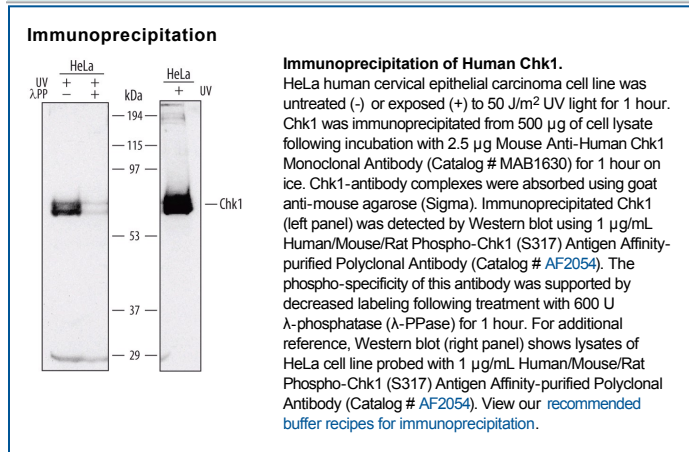 Immunoprecipitation
HeLa
UV + +
λPP − +
kDa
194
115
97
53
37
29
HeLa
+ UV
Chk1
Immunoprecipitation of Human Chk1.
HeLa human cervical epithelial carcinoma cell line was
untreated (-) or exposed (+) to 50 J/m² UV light for 1 hour.
Chk1 was immunoprecipitated from 500 µg of cell lysate
following incubation with 2.5 µg Mouse Anti-Human Chk1
Monoclonal Antibody (Catalog # MAB1630) for 1 hour on
ice. Chk1-antibody complexes were absorbed using goat
anti-mouse agarose (Sigma). Immunoprecipitated Chk1
(left panel) was detected by Western blot using 1 µg/mL
Human/Mouse/Rat Phospho-Chk1 (S317) Antigen Affinity-
purified Polyclonal Antibody (Catalog # AF2054). The
phospho-specificity of this antibody was supported by
decreased labeling following treatment with 600 U
λ-phosphatase (λ-PPase) for 1 hour. For additional
reference, Western blot (right panel) shows lysates of
HeLa cell line probed with 1 µg/mL Human/Mouse/Rat
Phospho-Chk1 (S317) Antigen Affinity-purified Polyclonal
Antibody (Catalog # AF2054). View our recommended
buffer recipes for immunoprecipitation.